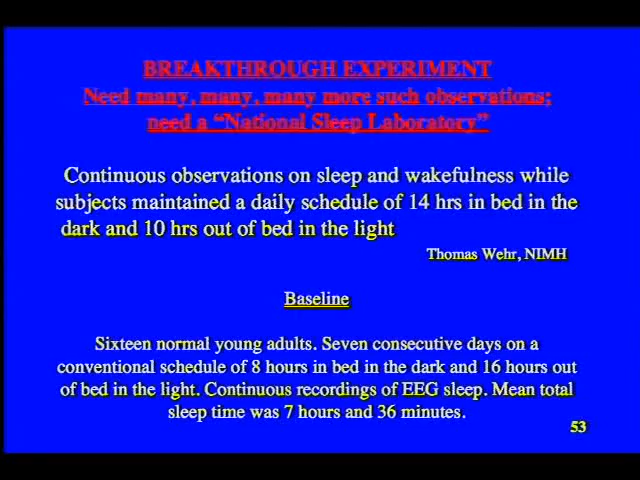 BREAKTHROUGH EXPERIMENT
Need many, many, many more such observations;
need a “National Sleep Laboratory”
Continuous observations on sleep and wakefulness while
subjects maintained a daily schedule of 14 hrs in bed in the
dark and 10 hrs out of bed in the light
Thomas Wehr, NIMH
Baseline
Sixteen normal young adults. Seven consecutive days on a
conventional schedule of 8 hours in bed in the dark and 16 hours out
of bed in the light. Continuous recordings of EEG sleep. Mean total
sleep time was 7 hours and 36 minutes.
53